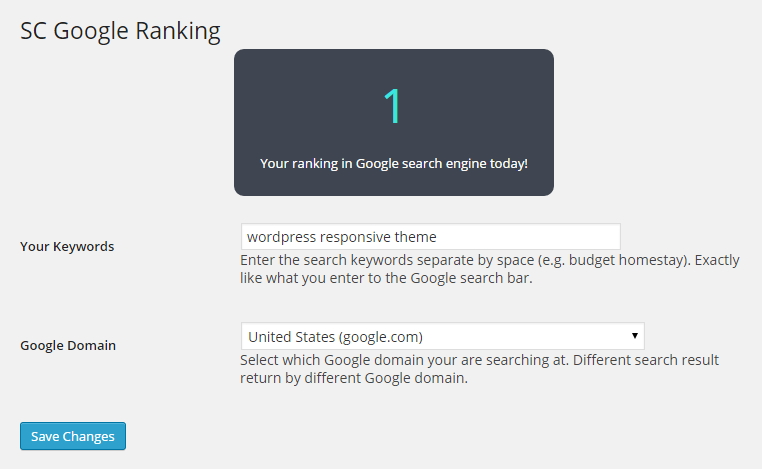 SC Google Ranking
1
Your ranking in Google search engine today!
Your Keywords
wordpress responsive theme
Enter the search keywords separate by space (e.g. budget homestay). Exactly
like what you enter to the Google search bar.
Google Domain
United States (google.com)
Select which Google domain your are searching at. Different search result
return by different Google domain.
Save Changes